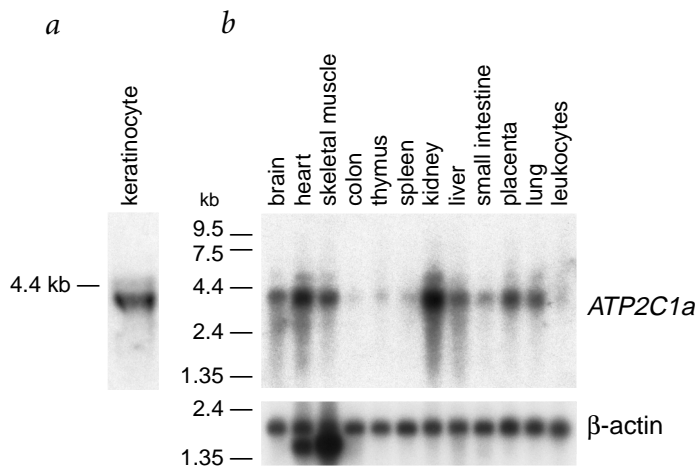 a
b
keratinocyte
brain
heart
skeletal muscle
colon
thymus
spleen
kidney
liver
small intestine
placenta
lung
leukocytes
kb
9.5
7.5
4.4
2.4
1.35
4.4 kb
ATP2C1a
2.4
1.35
β-actin